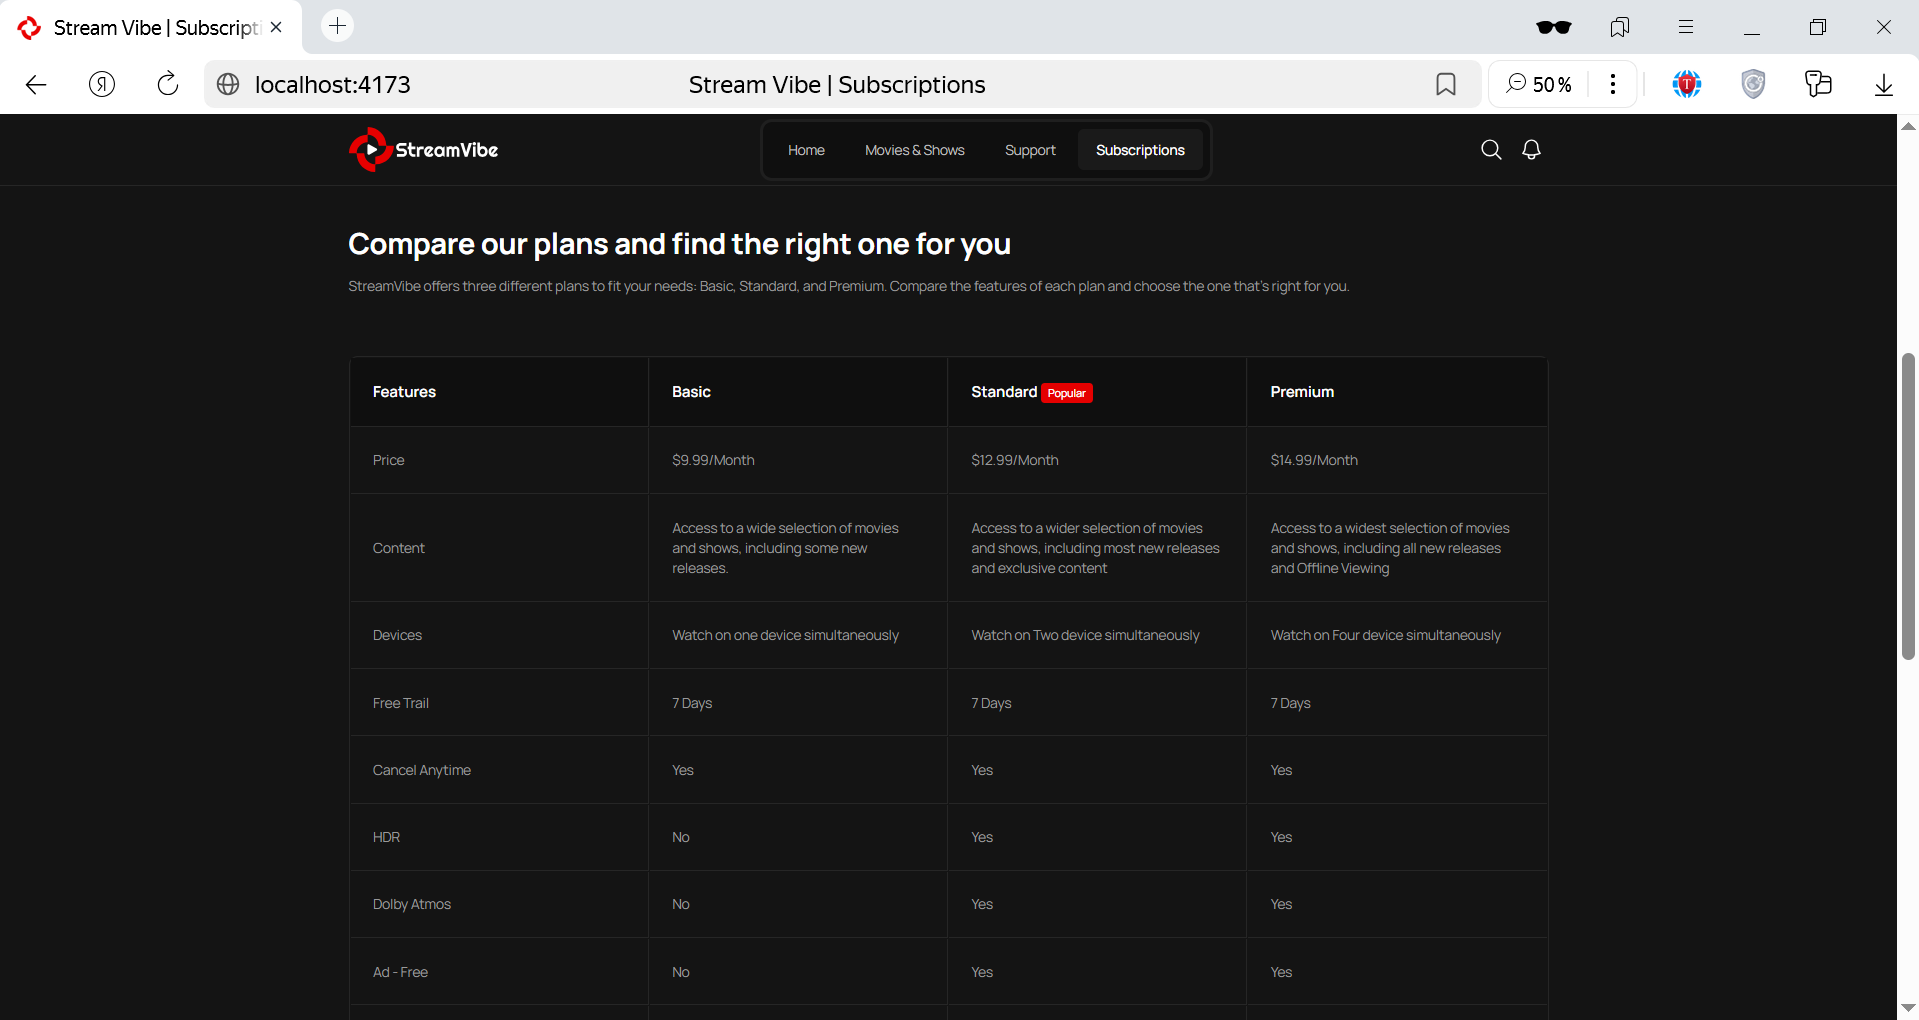 Stream Vibe | Subscripti
localhost:4173
Stream Vibe | Subscriptions
50 %
StreamVibe
Home
Movies & Shows
Support
Subscriptions
Compare our plans and find the right one for you
StreamVibe offers three different plans to fit your needs: Basic, Standard, and Premium. Compare the features of each plan and choose the one that's right for you.
Features
Basic
Standard Popular
Premium
Price
$9.99/Month
$12.99/Month
$14.99/Month
Content
Access to a wide selection of movies
and shows, including some new
releases.
Access to a wider selection of movies
and shows, including most new releases
and exclusive content
Access to a widest selection of movies
and shows, including all new releases
and Offline Viewing
Devices
Watch on one device simultaneously
Watch on Two device simultaneously
Watch on Four device simultaneously
Free Trail
7 Days
7 Days
7 Days
Cancel Anytime
Yes
Yes
Yes
HDR
No
Yes
Yes
Dolby Atmos
No
Yes
Yes
Ad - Free
No
Yes
Yes